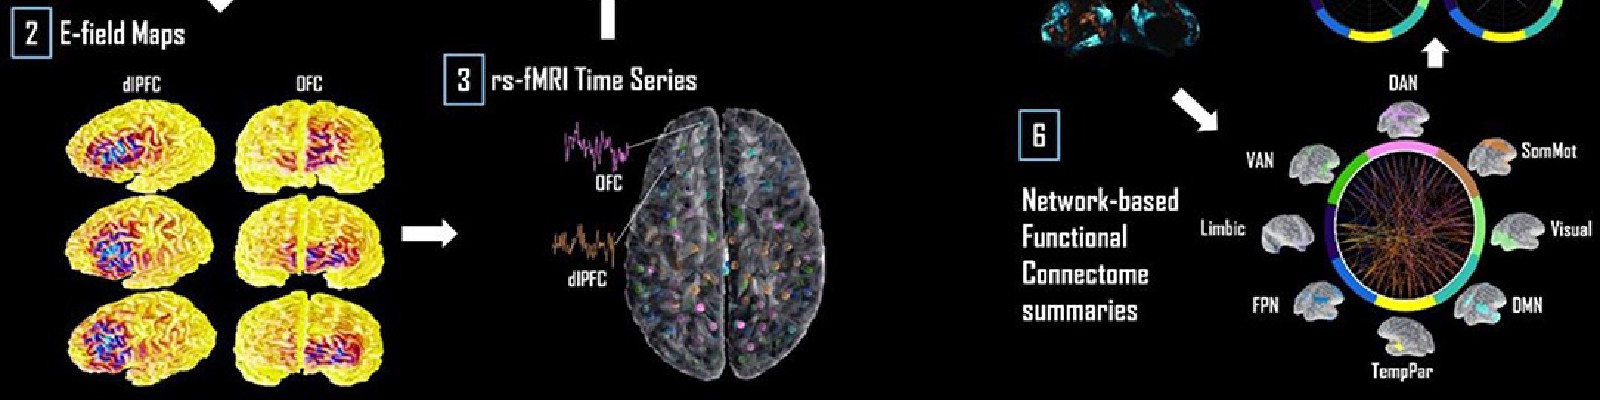 2 E-field Maps
dlPFC OFC
3 rs-fMRI Time Series
OFC
dlPFC
6
Network-based
Functional
Connectome
summaries
DAN
VAN
SomMot
Limbic
Visual
FPN
DMN
TempPar